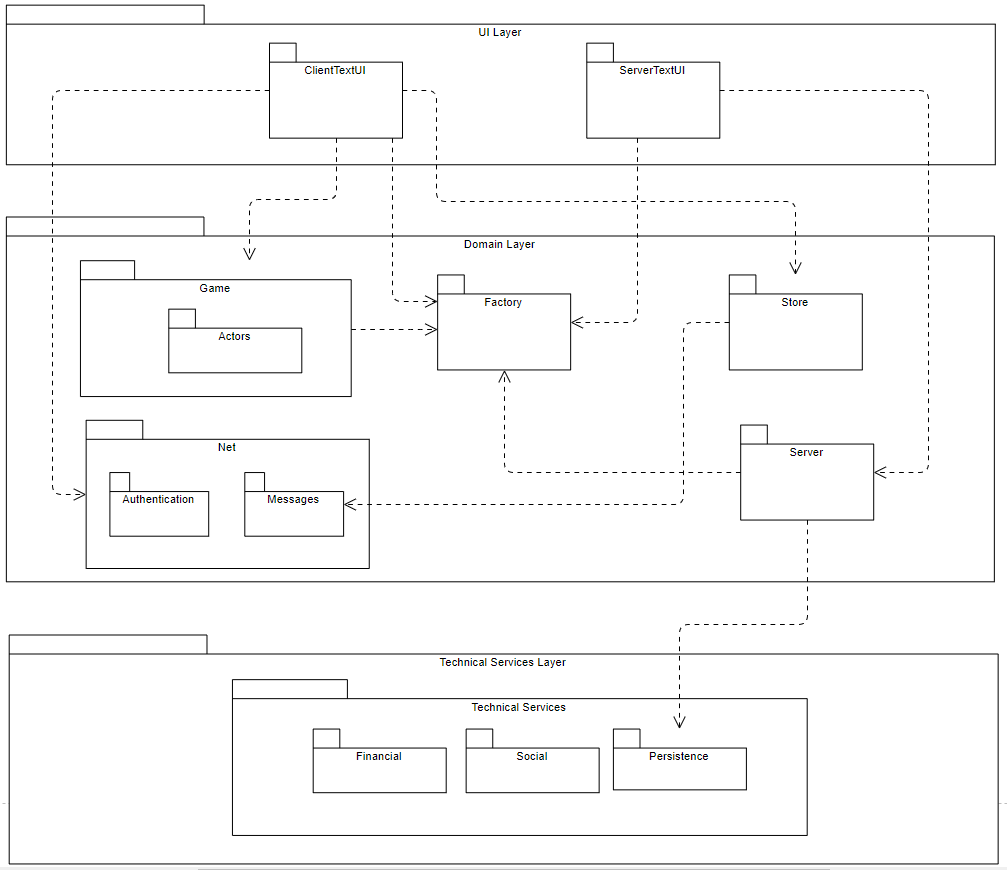 UI Layer
ClientTextUI
ServerTextUI
Domain Layer
Game
Actors
Factory
Store
Net
Authentication
Messages
Server
Technical Services Layer
Technical Services
Financial
Social
Persistence